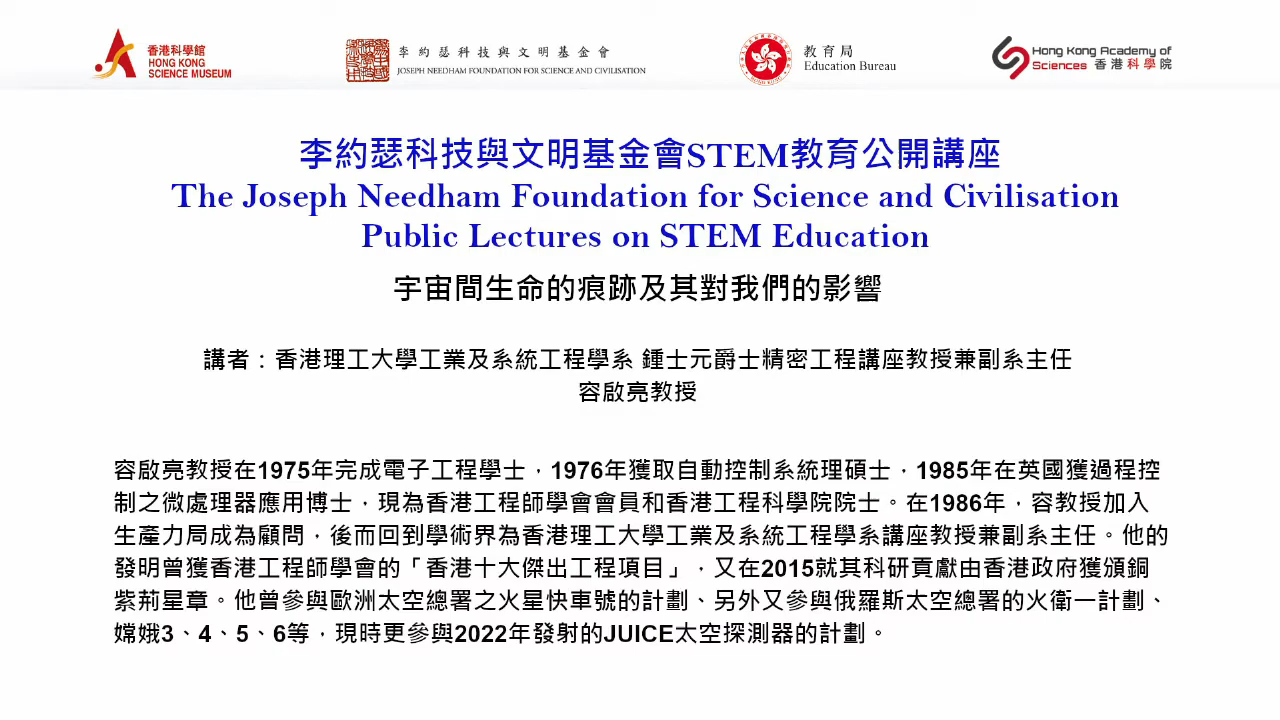 香港科學館
HONG KONG
SCIENCE MUSEUM
李約瑟科技與文明基金會
JOSEPH NEEDHAM FOUNDATION FOR SCIENCE AND CIVILISATION
教育局
Education Bureau
Hong Kong Academy of
Sciences 香港科學院
李約瑟科技與文明基金會STEM教育公開講座
The Joseph Needham Foundation for Science and Civilisation
Public Lectures on STEM Education
宇宙間生命的痕跡及其對我們的影響
講者：香港理工大學工業及系統工程學系 鍾士元爵士精密工程講座教授兼副系主任
容啟亮教授
容啟亮教授在1975年完成電子工程學士，1976年獲取自動控制系統理碩士，1985年在英國獲過程控
制之微處理器應用博士，現為香港工程師學會會員和香港工程科學院院士。在1986年，容教授加入
生產力局成為顧問，後而回到學術界為香港理工大學工業及系統工程學系講座教授兼副系主任。他的
發明曾獲香港工程師學會的「香港十大傑出工程項目」，又在2015就其科研貢獻由香港政府獲頒銅
紫荊星章。他曾參與歐洲太空總署之火星快車號的計劃、另外又參與俄羅斯太空總署的火衛一計劃、
嫦娥3、4、5、6等，現時更參與2022年發射的JUICE太空探測器的計劃。